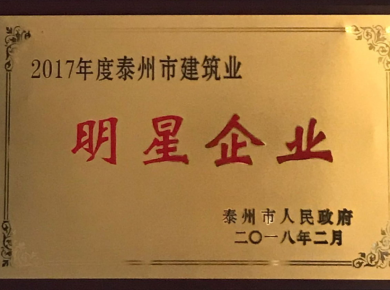 2017年度泰州市建筑业
明星企业
泰州市人民政府
二〇一八年二月